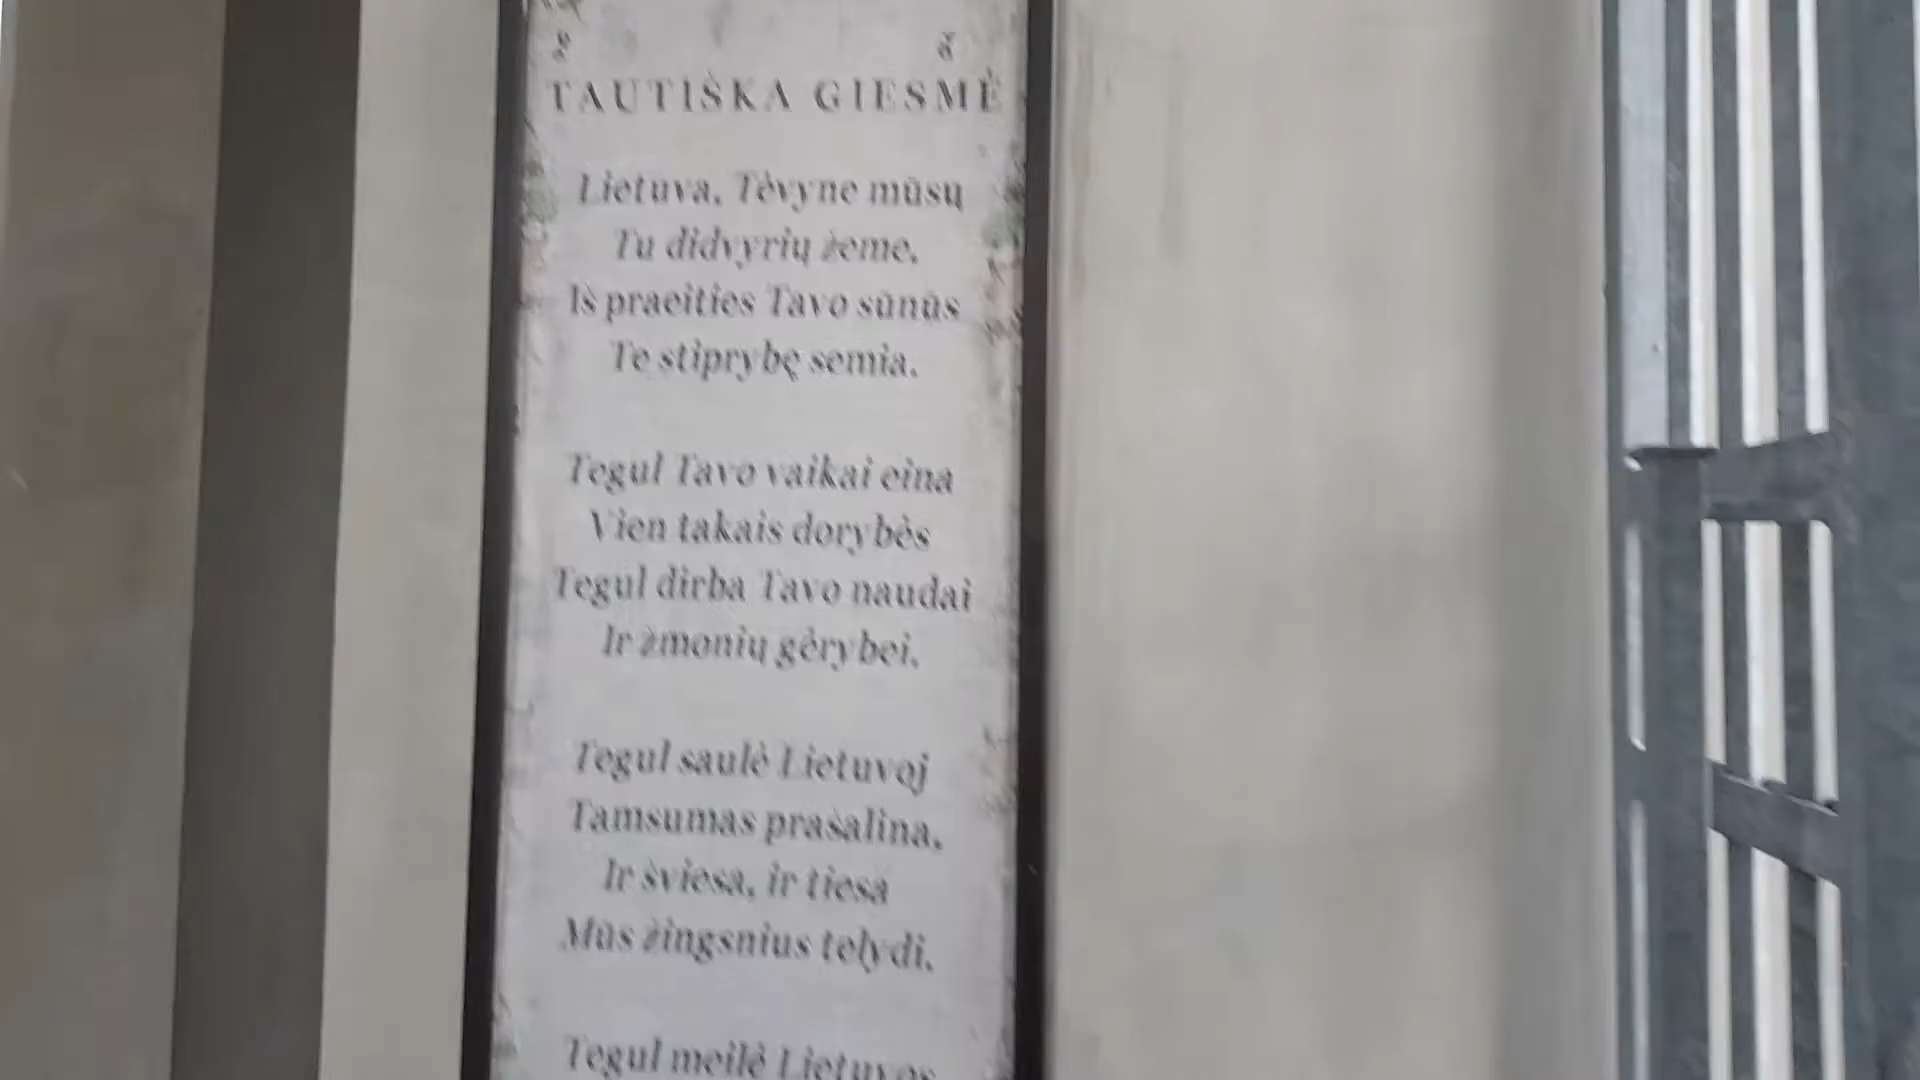 TAUTIŠKA GIESMĖ
Lietuva, Tėvyne mūsų
Tu didvyrių žeme,
Iš praeities Tavo sūnūs
Te stiprybę semia.
Tegul Tavo vaikai eina
Vien takais dorybės
Tegul dirba Tavo naudai
Ir žmonių gėrybei.
Tegul saulė Lietuvoj
Tamsumas prašalina,
Ir šviesa, ir tiesa
Mūs žingsnius telydi.
Tegul meilė Lietuvos